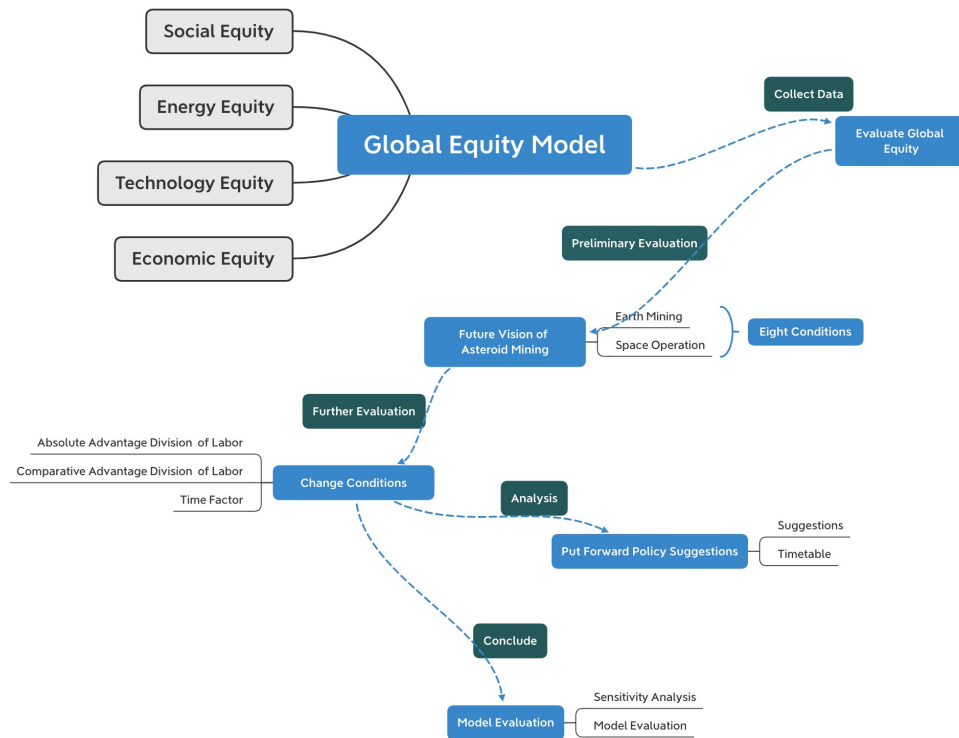 Social Equity
Energy Equity
Technology Equity
Economic Equity
Global Equity Model
Collect Data
Evaluate Global
Equity
Preliminary Evaluation
Future Vision of
Asteroid Mining
Earth Mining
Space Operation
Eight Conditions
Further Evaluation
Absolute Advantage Division of Labor
Comparative Advantage Division of Labor
Time Factor
Change Conditions
Analysis
Put Forward Policy Suggestions
Suggestions
Timetable
Conclude
Model Evaluation
Sensitivity Analysis
Model Evaluation